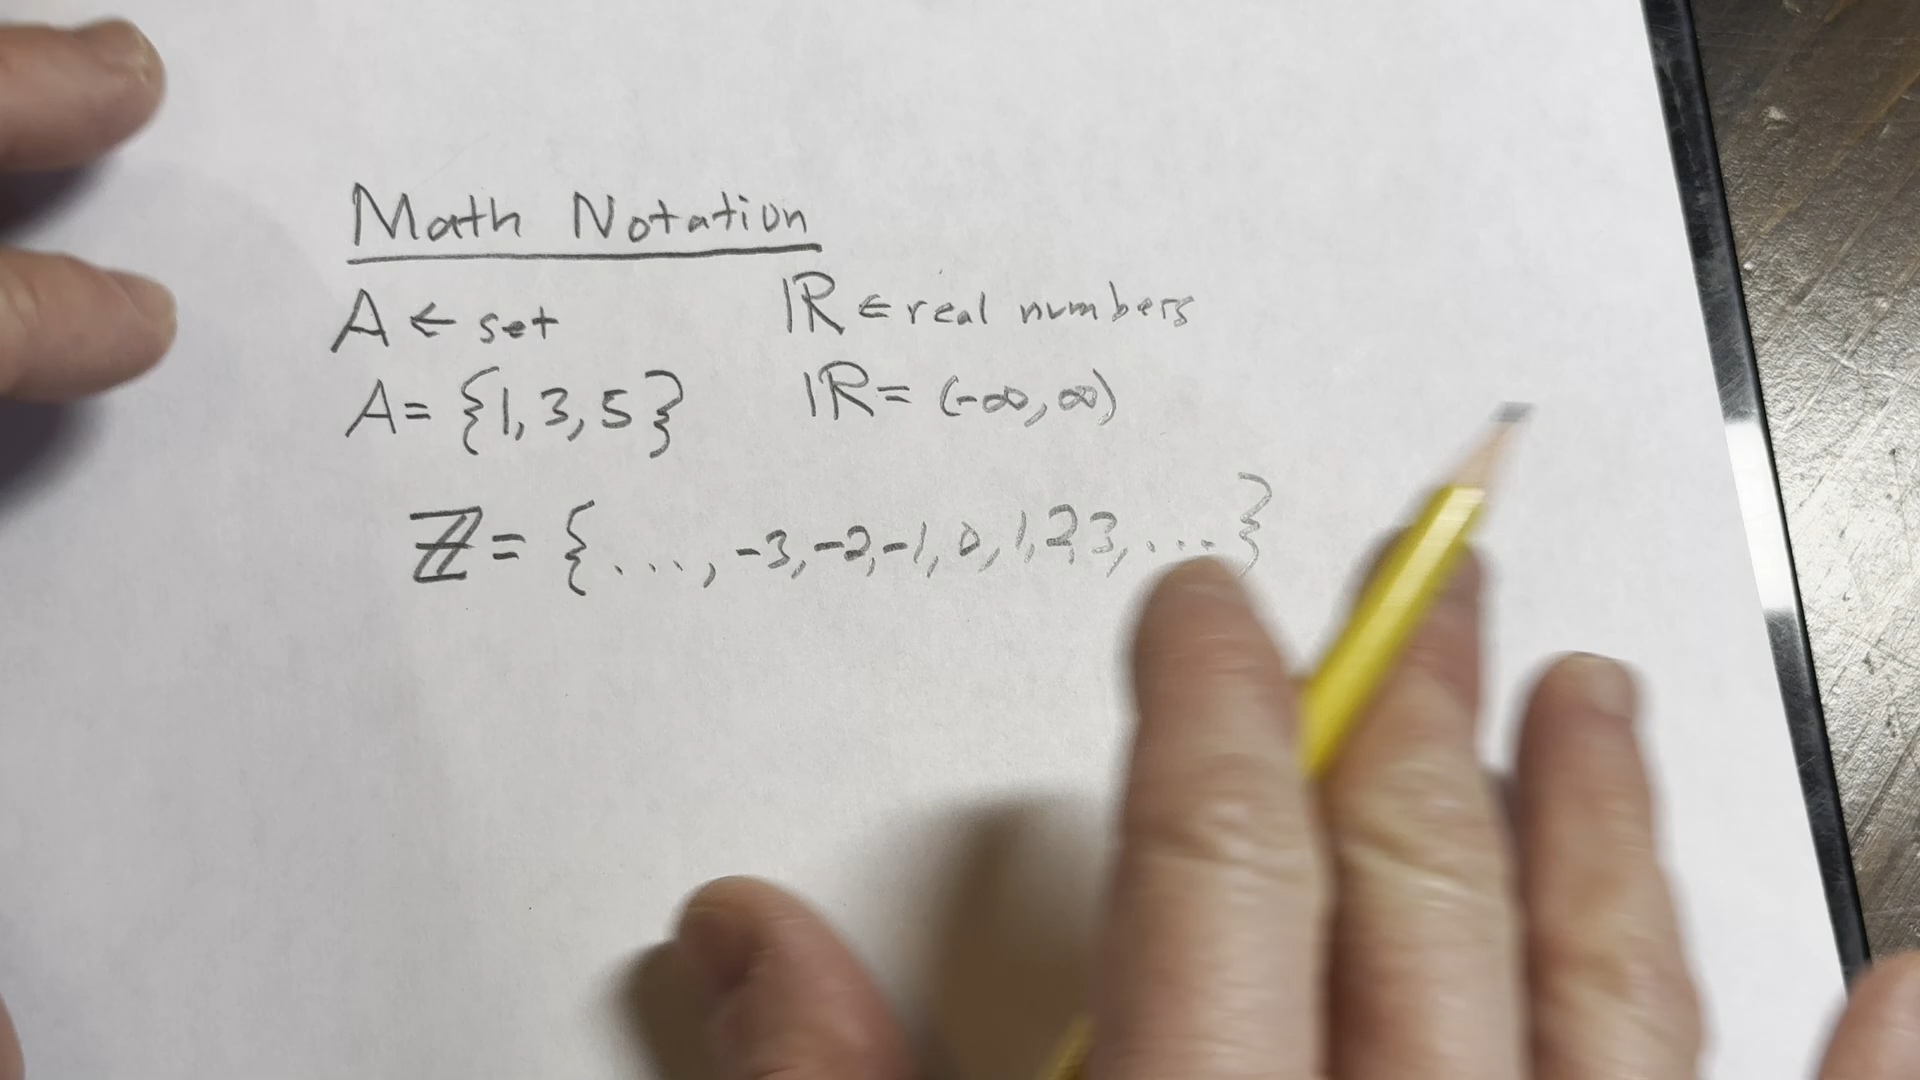 Math Notation
A ← set
ℝ ← real numbers
A = {1, 3, 5}
ℝ = (-∞, ∞)
ℤ = {..., -3, -2, -1, 0, 1, 2, 3, ...}